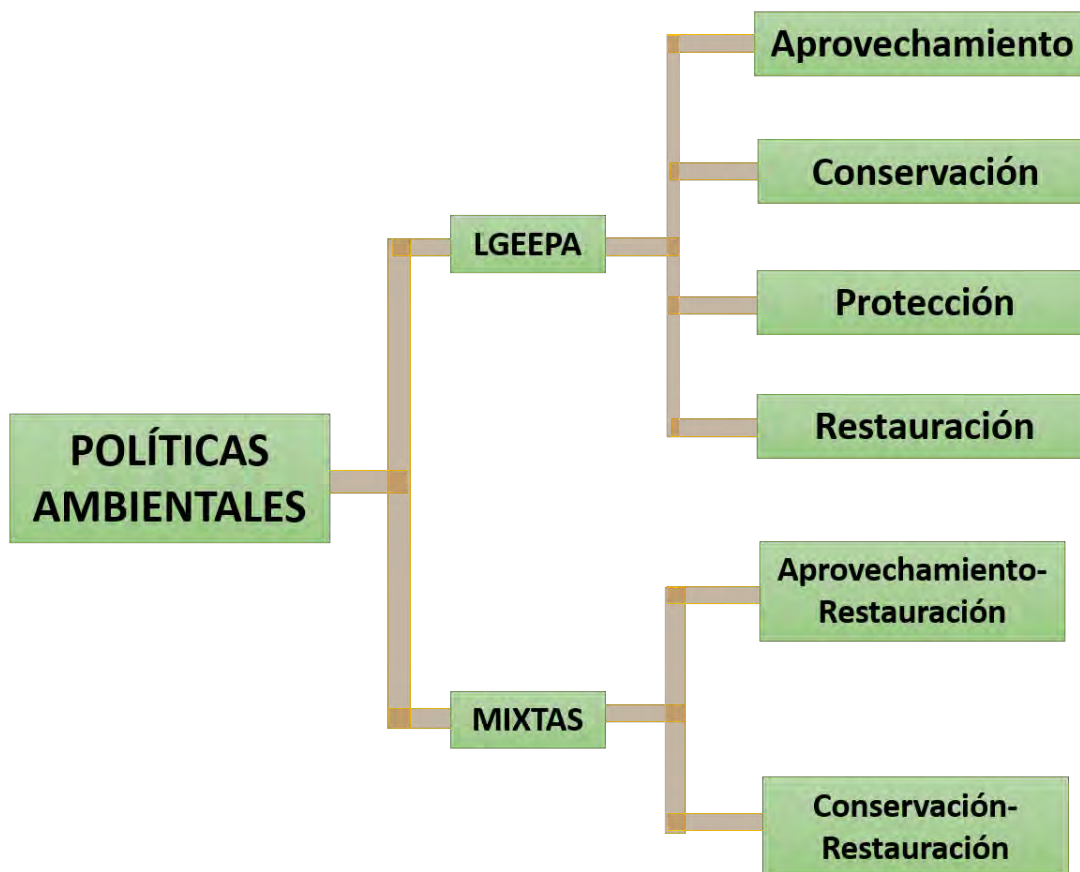 POLÍTICAS
AMBIENTALES
LGEEPA
Aprovechamiento
Conservación
Protección
Restauración
MIXTAS
Aprovechamiento-
Restauración
Conservación-
Restauración